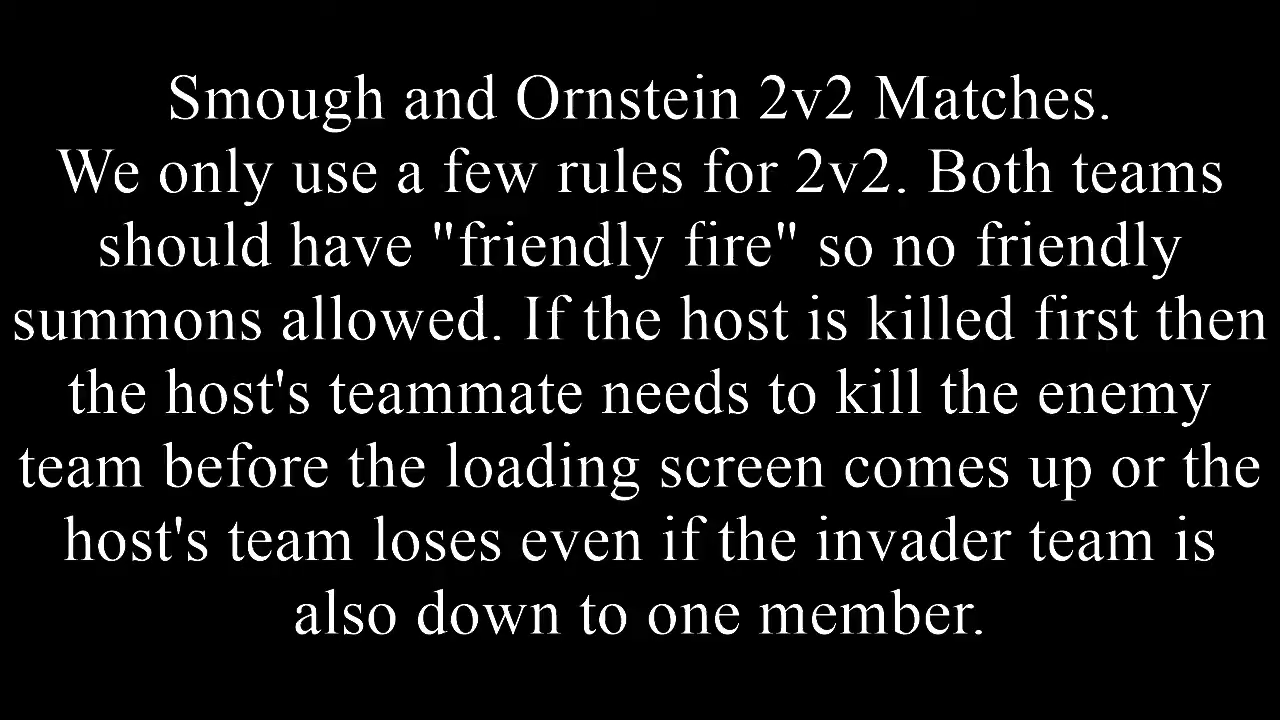 Smough and Ornstein 2v2 Matches.
We only use a few rules for 2v2. Both teams
should have "friendly fire" so no friendly
summons allowed. If the host is killed first then
the host's teammate needs to kill the enemy
team before the loading screen comes up or the
host's team loses even if the invader team is
also down to one member.